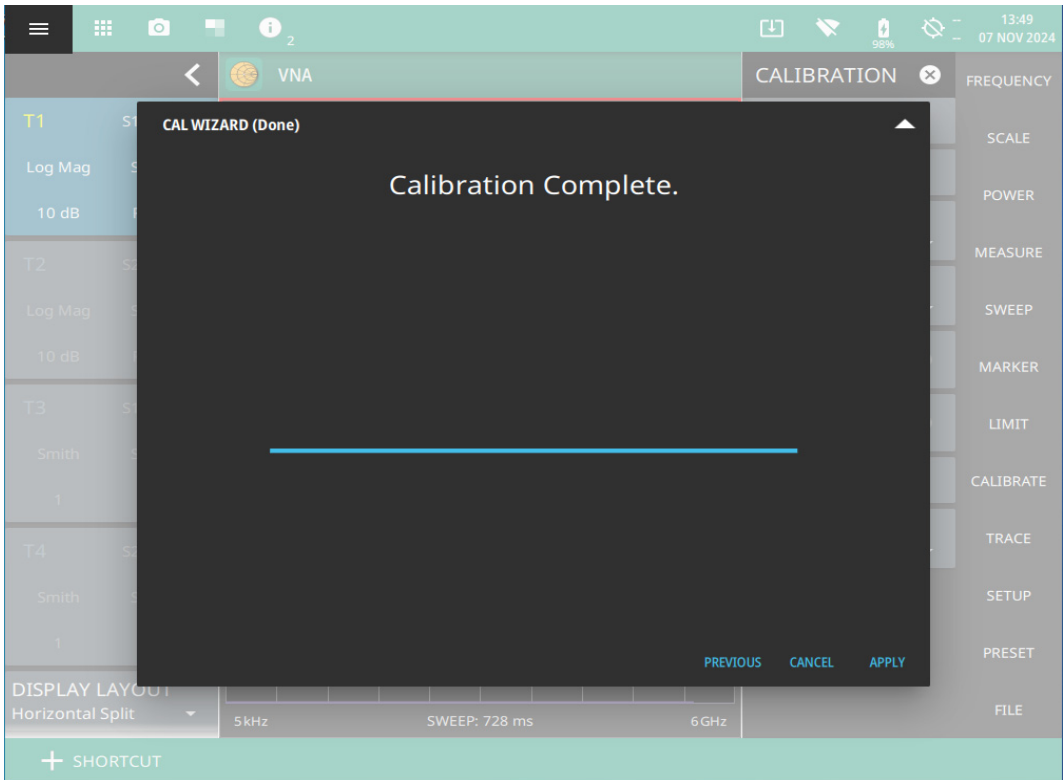 13:49
2
98%
07 NOV 2024
VNA
CALIBRATION
FREQUENCY
T1
Log Mag
10 dB
T2
Log Mag
10 dB
T3
Smith
1
T4
Smith
1
DISPLAY LAYOUT
Horizontal Split
CAL WIZARD (Done)
Calibration Complete.
PREVIOUS CANCEL APPLY
5 kHz SWEEP: 728 ms 6 GHz
SCALE
POWER
MEASURE
SWEEP
MARKER
LIMIT
CALIBRATE
TRACE
SETUP
PRESET
FILE
+ SHORTCUT